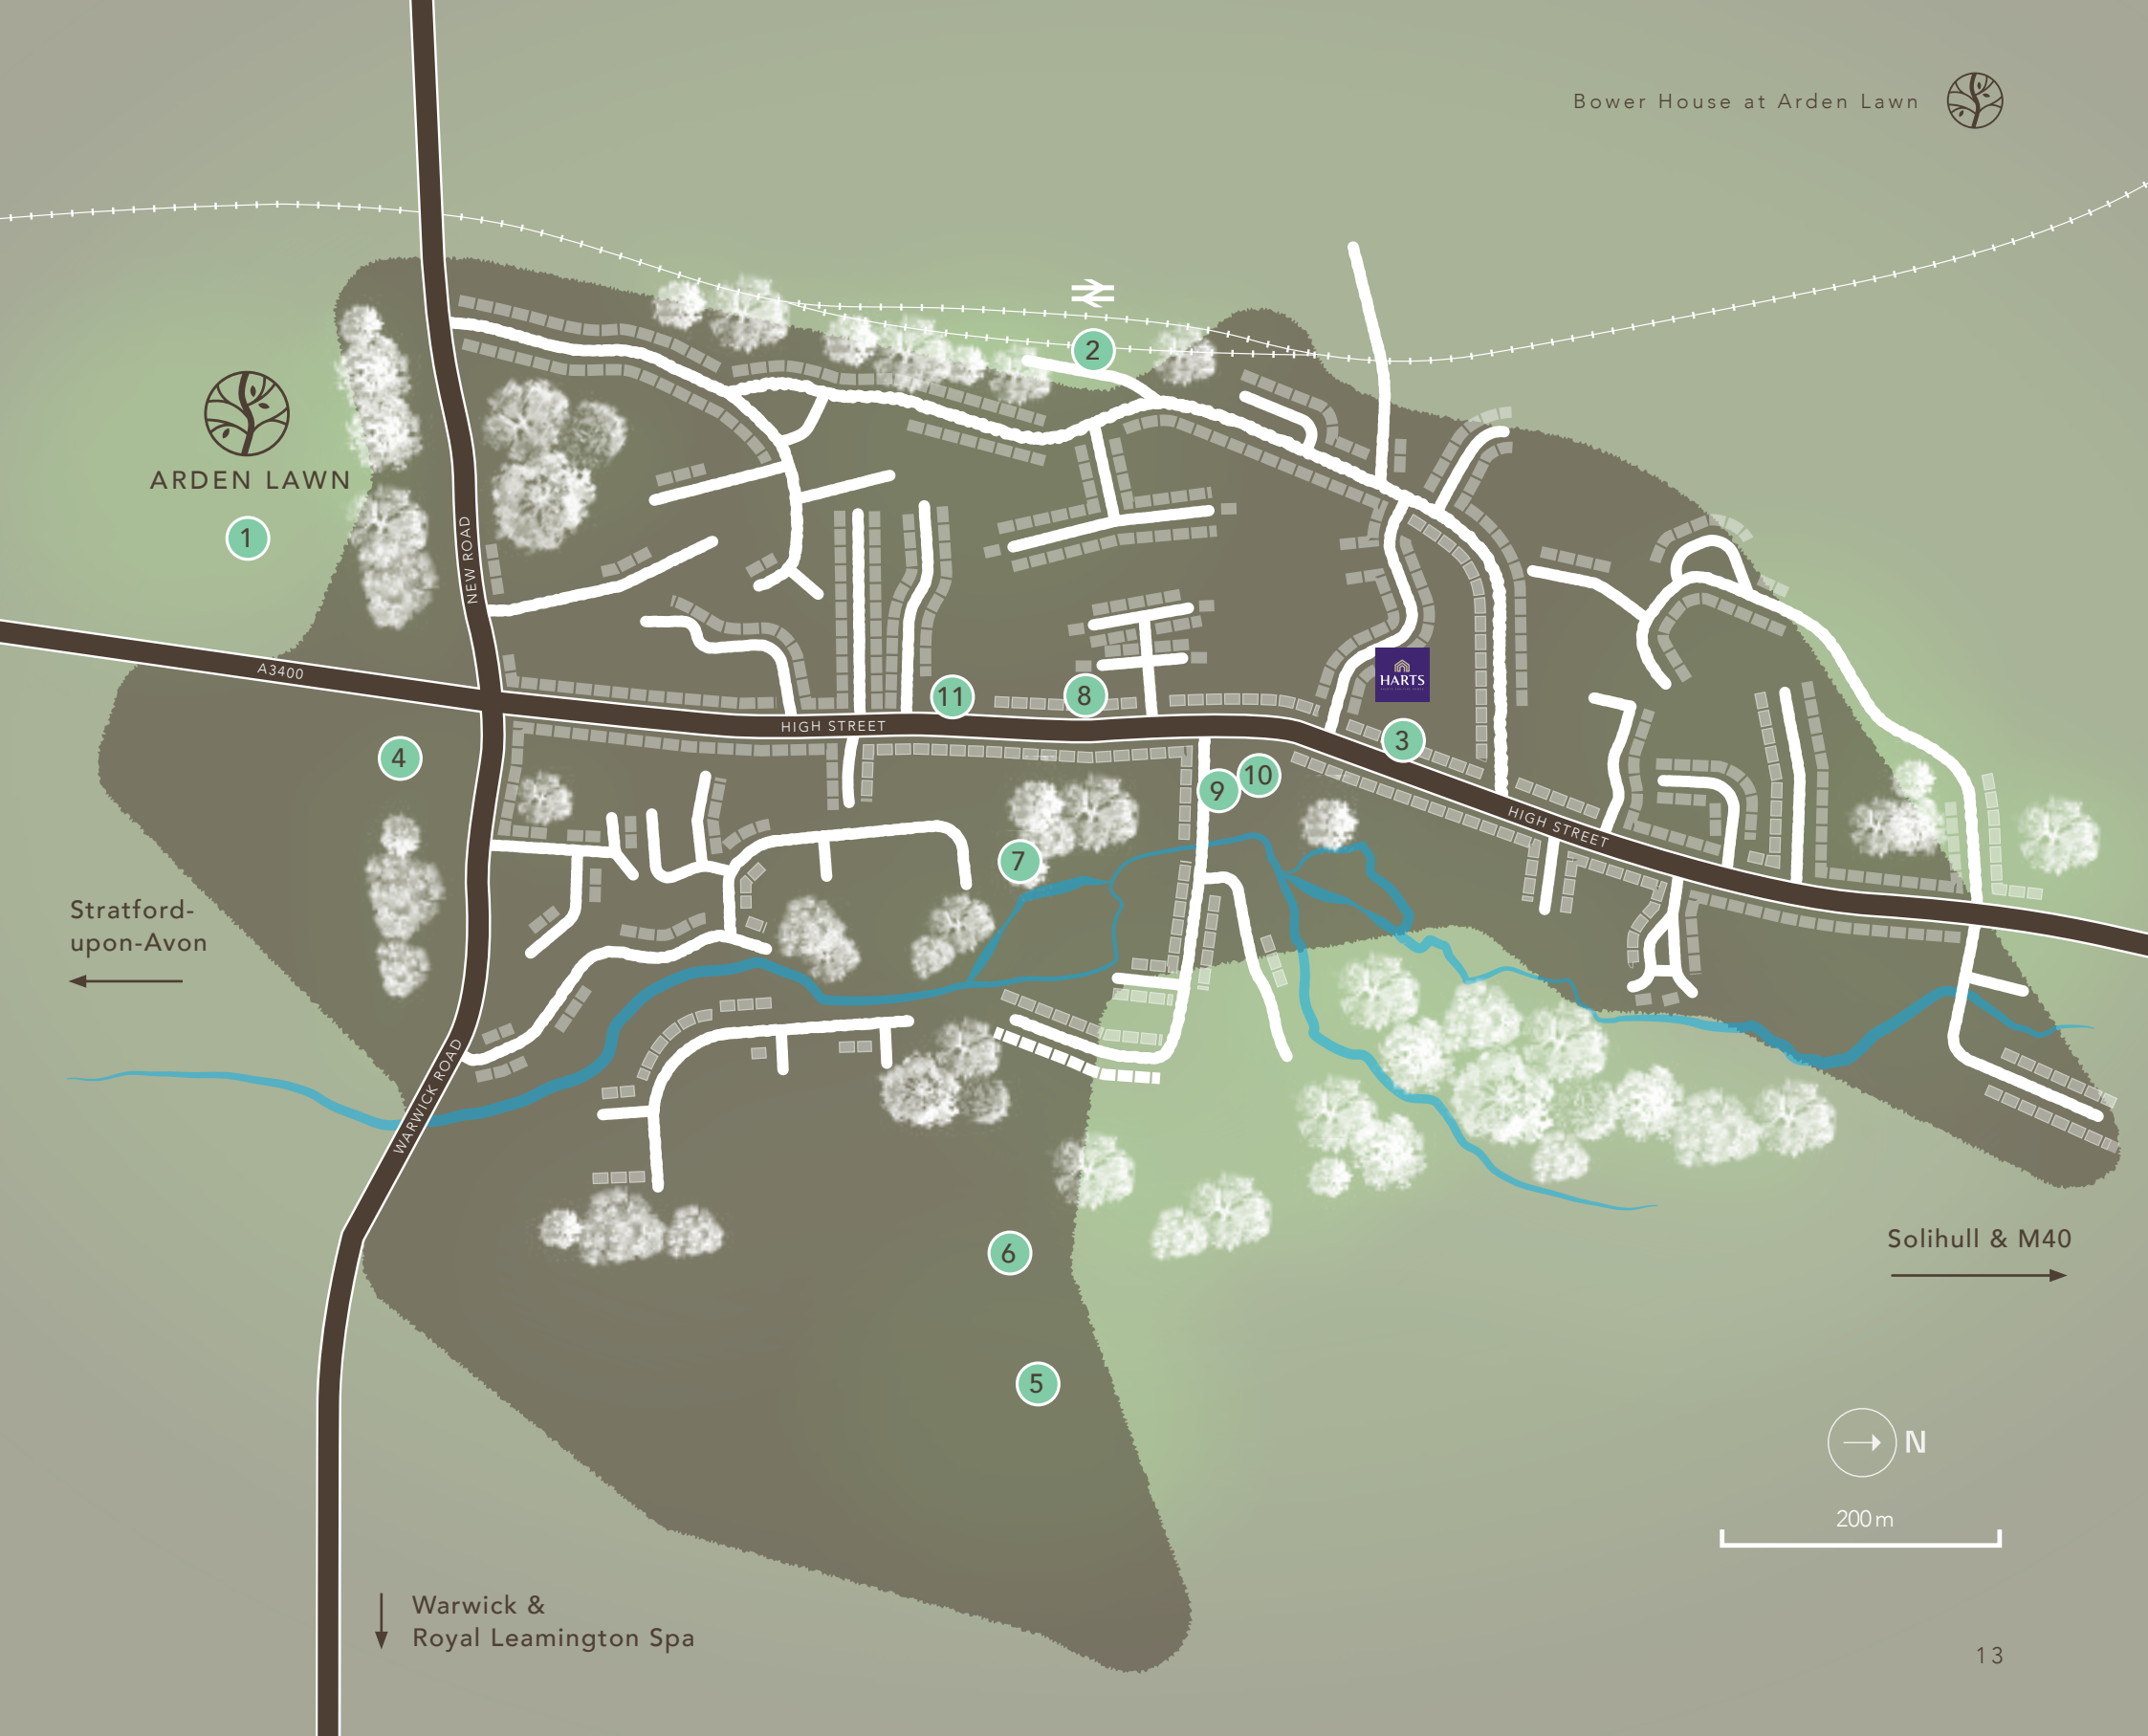 Bower House at Arden Lawn
2
ARDEN LAWN
1
NEW ROAD
A3400
HARTS
11
8
HIGH STREET
3
4
9
10
HIGH STREET
7
Stratford-
upon-Avon
WARWICK ROAD
6
Solihull & M40
5
N
200 m
Warwick &
Royal Leamington Spa
13